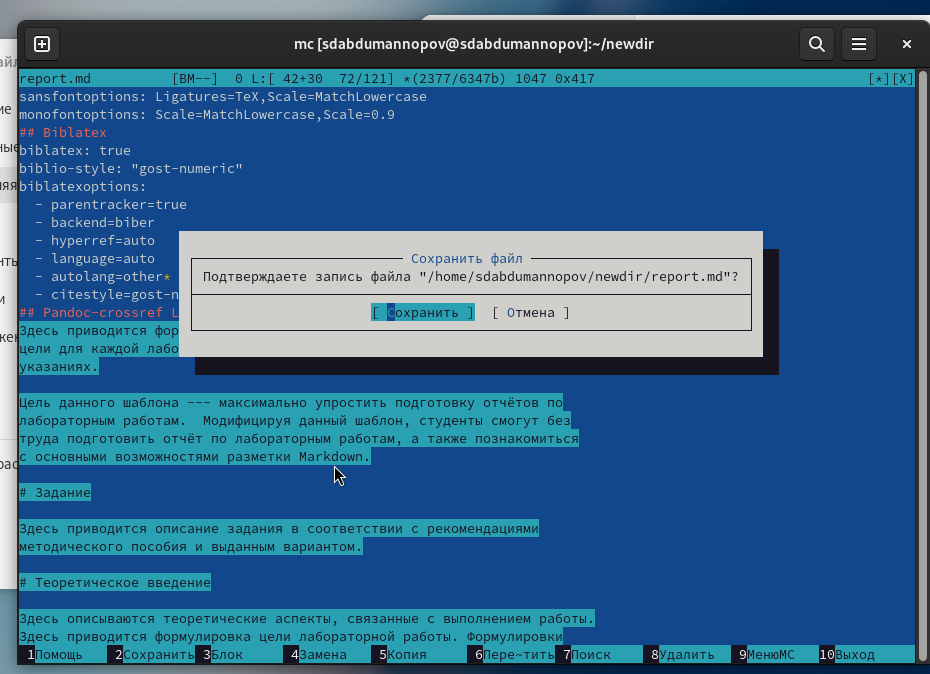 mc [sdabdumannopov@sdabdumannopov]:~/newdir
report.md [BM--] 0 L:[ 42+30 72/121] *(2377/6347b) 1047 0x417 [*][X]
sansfontoptions: Ligatures=TeX,Scale=MatchLowercase
monofontoptions: Scale=MatchLowercase,Scale=0.9
## Biblatex
biblatex: true
biblio-style: "gost-numeric"
biblatexoptions:
- parentracker=true
- backend=biber
- hyperref=auto
- language=auto
- autolang=other*
- citestyle=gost-n
## Pandoc-crossref L
Сохранить файл
Подтверждаете запись файла "/home/sdabdumannopov/newdir/report.md"?
[ Сохранить ] [ Отмена ]
Здесь приводится фор
цели для каждой лабо
указаниях.
Цель данного шаблона --- максимально упростить подготовку отчётов по
лабораторным работам. Модифицируя данный шаблон, студенты смогут без
труда подготовить отчёт по лабораторным работам, а также познакомиться
с основными возможностями разметки Markdown.
# Задание
Здесь приводится описание задания в соответствии с рекомендациями
методического пособия и выданным вариантом.
# Теоретическое введение
Здесь описываются теоретические аспекты, связанные с выполнением работы.
Здесь приводится формулировка цели лабораторной работы. Формулировки
1Помощь 2Сохранить 3Блок 4Замена 5Копия 6Пере~тить 7Поиск 8Удалить 9МенюМС 10Выход